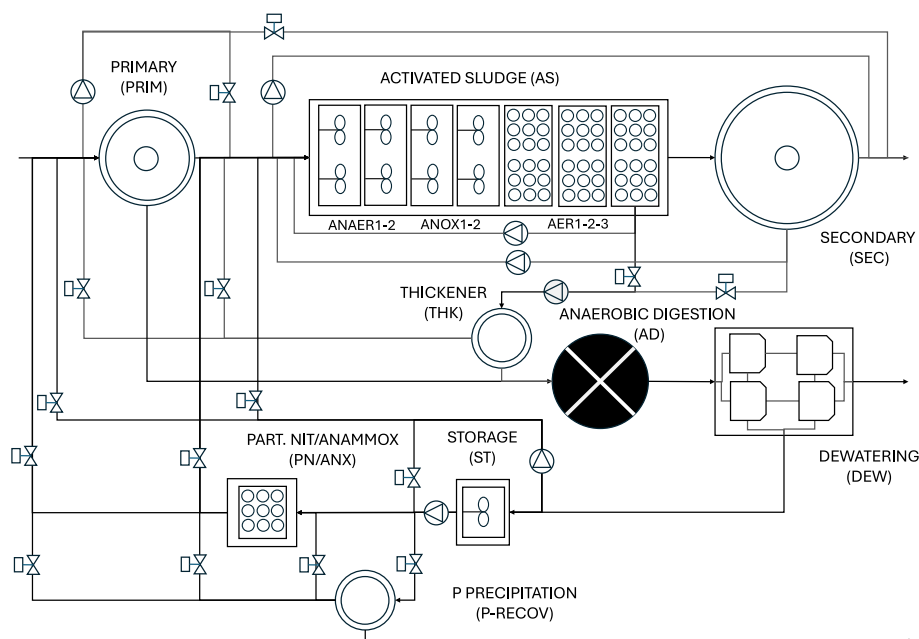 PRIMARY
(PRIM)
ACTIVATED SLUDGE (AS)
ANAER1-2
ANOX1-2
AER1-2-3
SECONDARY
(SEC)
THICKENER
(THK)
ANAEROBIC DIGESTION
(AD)
PART. NIT/ANAMMOX
(PN/ANX)
STORAGE
(ST)
DEWATERING
(DEW)
P PRECIPITATION
(P-RECOV)